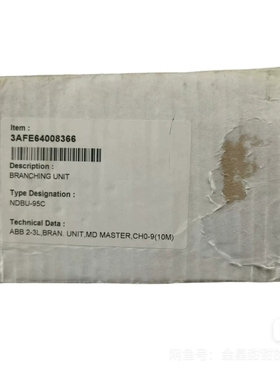 Item :
3AFE64008366
Description :
BRANCHING UNIT
Type Designation :
NDBU-95C
Technical Data :
ABB 2-3L,BRAN. UNIT,MD MASTER,CH0-9(10M)